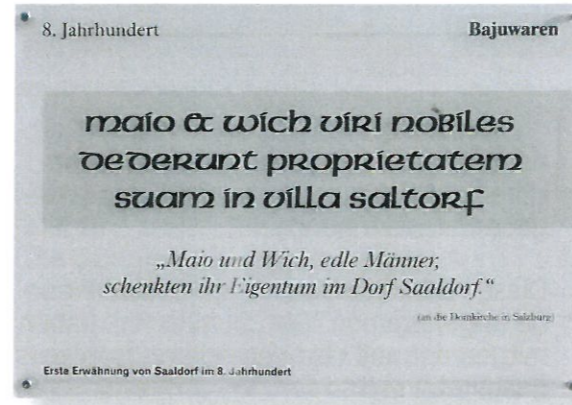 8. Jahrhundert Bajuwaren
maio & wich viri nobiles
dederunt proprietatem
suam in villa saltorf
„Maio und Wich, edle Männer,
schenkten ihr Eigentum im Dorf Saaldorf.“
(an die Domkirche in Salzburg)
Erste Erwähnung von Saaldorf im 8. Jahrhundert